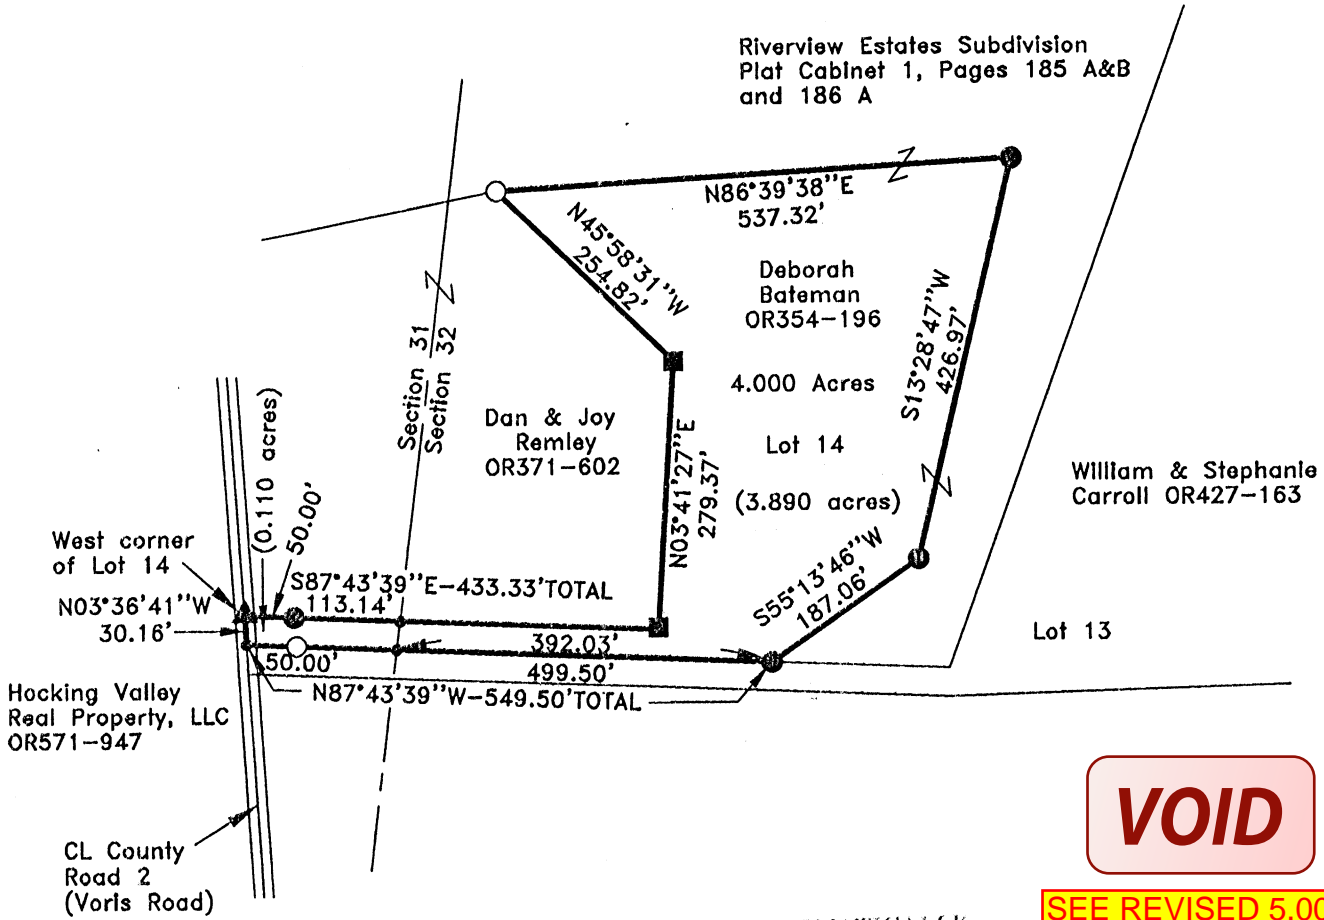 Riverview Estates Subdivision
Plat Cabinet 1, Pages 185 A&B
and 186 A
N86°39'38''E
537.32'
N45°58'31''W
254.82'
Deborah
Bateman
OR354-196
S13°28'47''W
426.97'
Section 31
Section 32
4.000 Acres
Dan & Joy
Remley
OR371-602
Lot 14
(3.890 acres)
N03°41'27''E
279.37'
William & Stephanie
Carroll OR427-163
(0.110 acres)
50.00'
West corner
of Lot 14
S87°43'39''E-433.33'TOTAL
113.14'
S55°13'46''W
187.06'
N03°36'41''W
30.16'
Lot 13
392.03'
50.00'
499.50'
N87°43'39''W-549.50'TOTAL
Hocking Valley
Real Property, LLC
OR571-947
CL County
Road 2
(Voris Road)
VOID
SEE REVISED 5.00